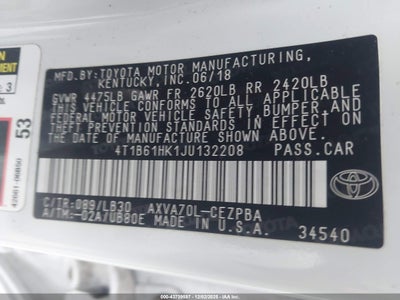 MFD.BY:TOYOTA MOTOR MANUFACTURING,
KENTUCKY, INC.06/18
GVWR 4475LB GAWR FR 2620LB RR 2420LB
THIS VEHICLE CONFORMS TO ALL APPLICABLE
FEDERAL MOTOR VEHICLE SAFETY, BUMPER, AND
THEFT PREVENTION STANDARDS IN EFFECT ON
THE DATE OF MANUFACTURE SHOWN ABOVE.
4T1B61HK1JU132208 PASS.CAR
C/TR:089/LB30 AXVA70L-CEZPBA
A/TM:-02A/UB80E MADE IN U.S.A.
TOYOTA
34540
53
3